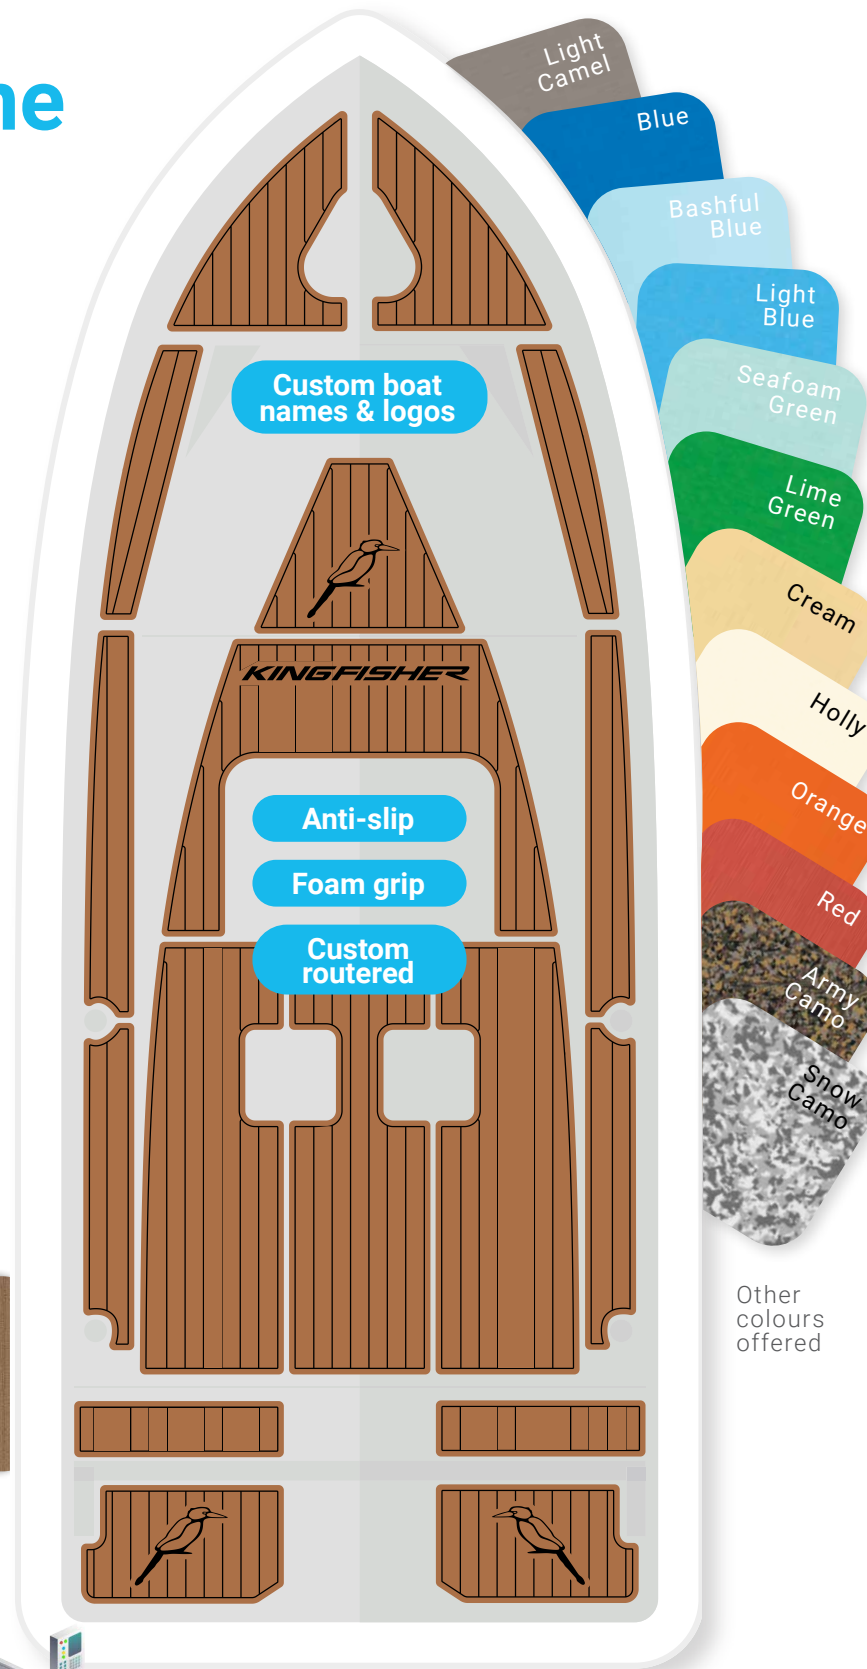 ne
Light
Camel
Blue
Bashful
Blue
Light
Blue
Seafoam
Green
Lime
Green
Cream
Holly
Orange
Red
Army
Camo
Snow
Camo
Custom boat
names & logos
KINGFISHER
Anti-slip
Foam grip
Custom
routered
Other
colours
offered